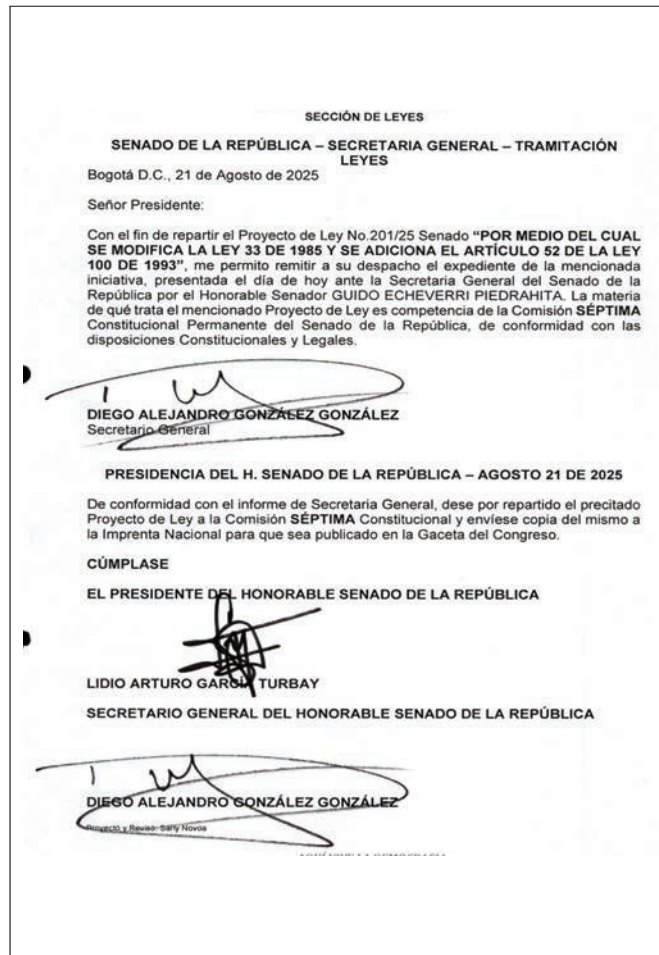 SECCIÓN DE LEYES
SENADO DE LA REPÚBLICA – SECRETARIA GENERAL – TRAMITACIÓN
LEYES
Bogotá D.C., 21 de Agosto de 2025
Señor Presidente:
Con el fin de repartir el Proyecto de Ley No.201/25 Senado “POR MEDIO DEL CUAL
SE MODIFICA LA LEY 33 DE 1985 Y SE ADICIONA EL ARTÍCULO 52 DE LA LEY
100 DE 1993”, me permito remitir a su despacho el expediente de la mencionada
iniciativa, presentada el día de hoy ante la Secretaria General del Senado de la
República por el Honorable Senador GUIDO ECHEVERRI PIEDRAHITA. La materia
de qué trata el mencionado Proyecto de Ley es competencia de la Comisión SÉPTIMA
Constitucional Permanente del Senado de la República, de conformidad con las
disposiciones Constitucionales y Legales.
DIEGO ALEJANDRO GONZÁLEZ GONZÁLEZ
Secretario General
PRESIDENCIA DEL H. SENADO DE LA REPÚBLICA – AGOSTO 21 DE 2025
De conformidad con el informe de Secretaria General, dese por repartido el precitado
Proyecto de Ley a la Comisión SÉPTIMA Constitucional y envíese copia del mismo a
la Imprenta Nacional para que sea publicado en la Gaceta del Congreso.
CÚMPLASE
EL PRESIDENTE DEL HONORABLE SENADO DE LA REPÚBLICA
LIDIO ARTURO GARCÍA TURBAY
SECRETARIO GENERAL DEL HONORABLE SENADO DE LA REPÚBLICA
DIEGO ALEJANDRO GONZÁLEZ GONZÁLEZ
Proyectó y Revisó: Sarly Novoa